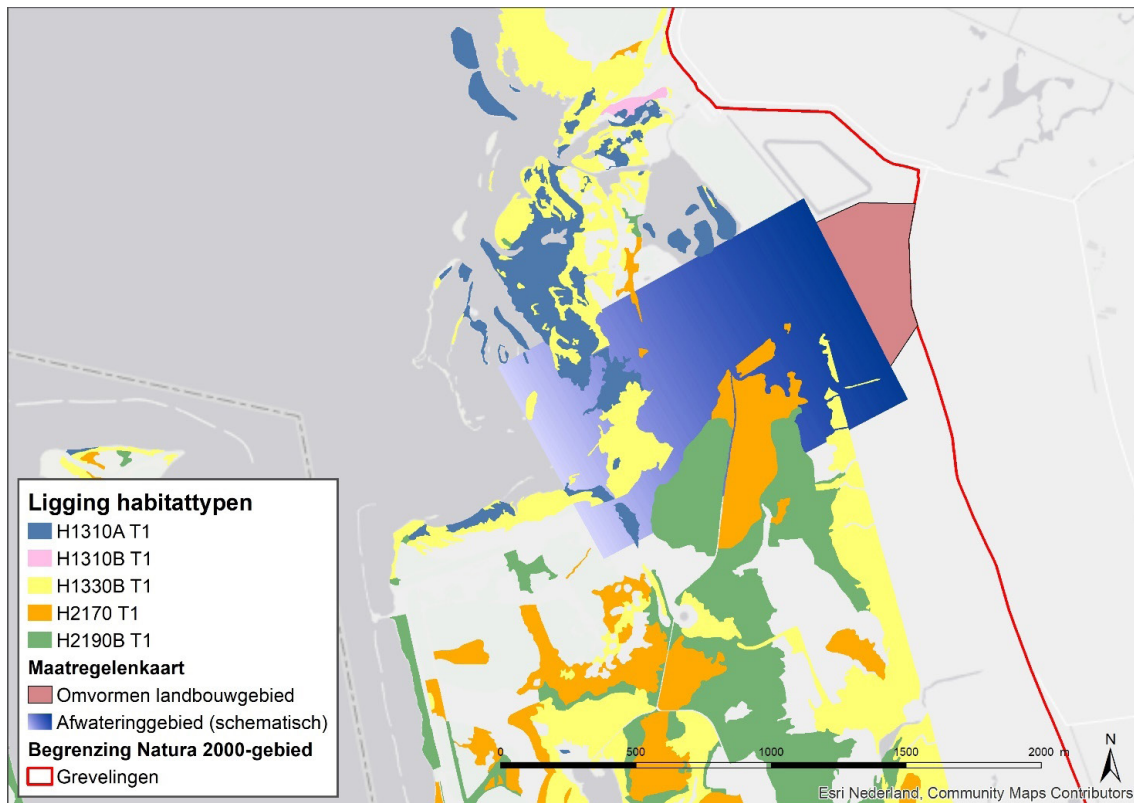 Ligging habitattypen
H1310A T1
H1310B T1
H1330B T1
H2170 T1
H2190B T1
Maatregelenkaart
Omvormen landbouwgebied
Afwateringgebied (schematisch)
Begrenzing Natura 2000-gebied
Grevelingen
0 500 1000 1500 2000 m
N
Esri Nederland, Community Maps Contributors